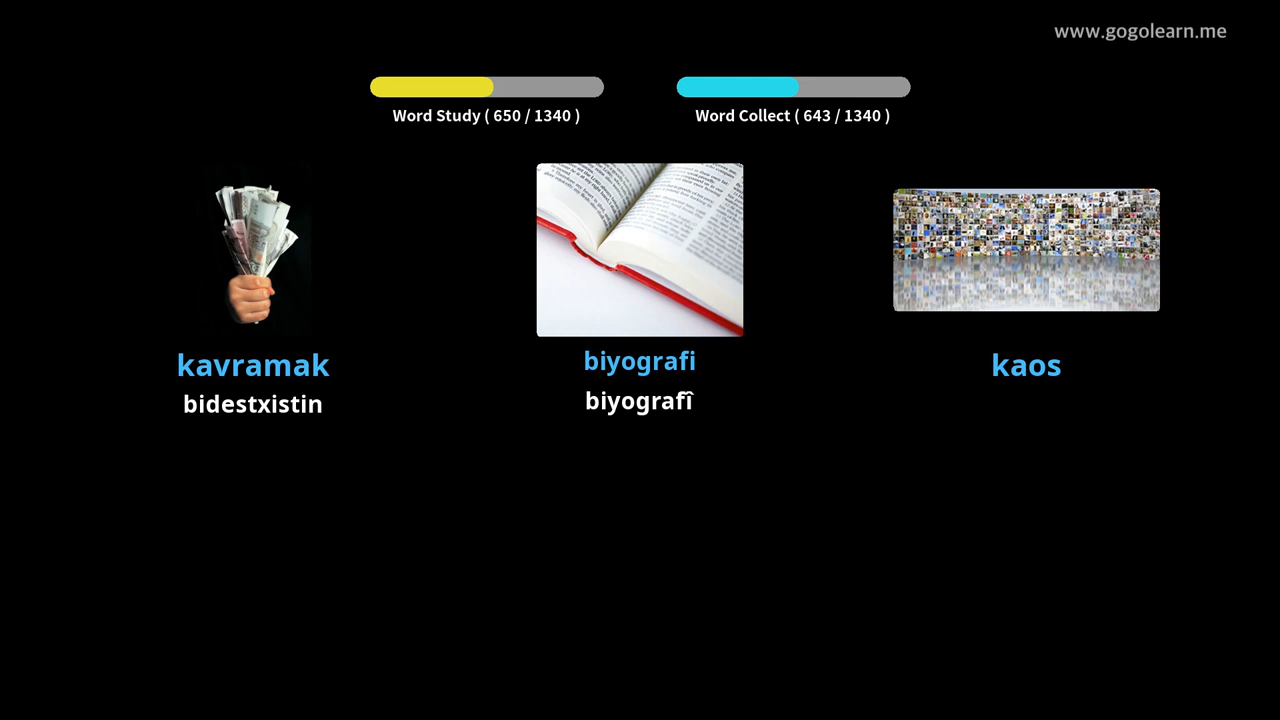 www.gogolearn.me
Word Study ( 650 / 1340 )
Word Collect ( 643 / 1340 )
kavramak
bidestxistin
biyografi
biyografî
kaos